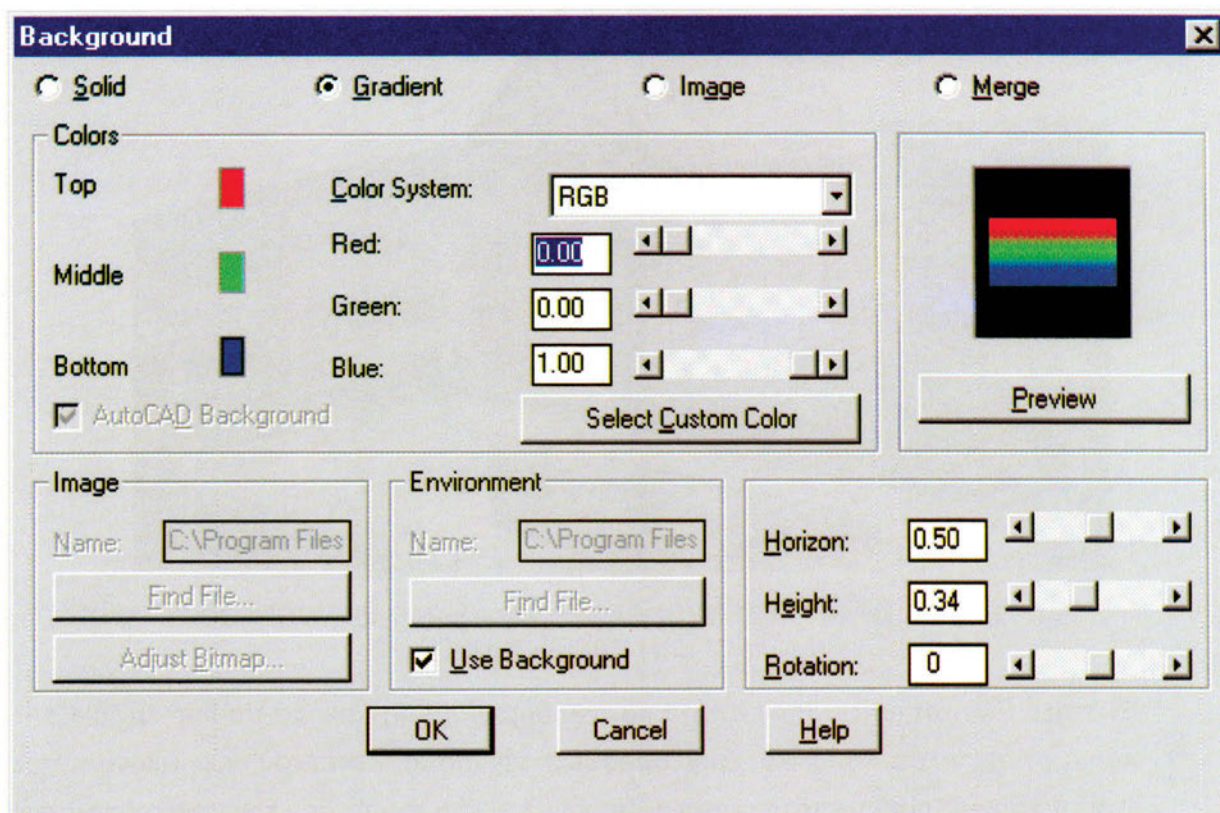 Background
Solid Gradient Image Merge
Colors
Top
Color System: RGB
Red: 0.00
Middle
Green: 0.00
Bottom
Blue: 1.00
AutoCAD Background
Select Custom Color
Preview
Image
Name: C:\Program Files
Find File...
Adjust Bitmap...
Environment
Name: C:\Program Files
Find File...
Use Background
Horizon: 0.50
Height: 0.34
Rotation: 0
OK Cancel Help